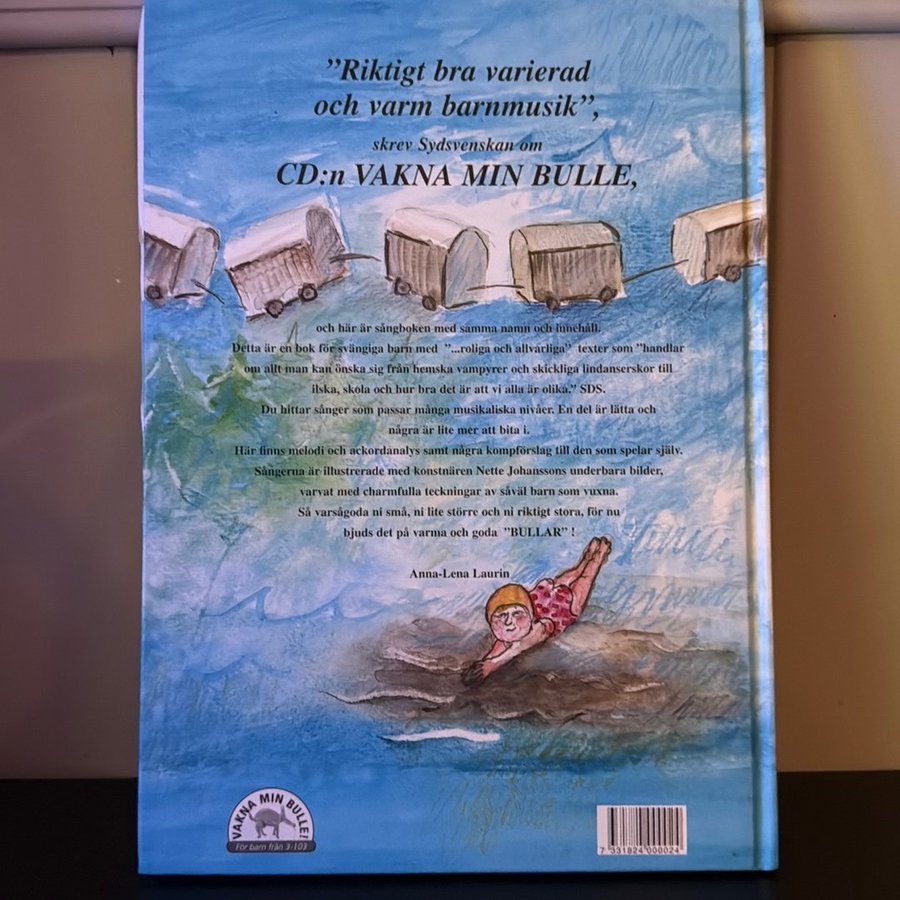 ”Riktigt bra varierad
och varm barnmusik”,
skrev Sydsvenskan om
CD:n VAKNA MIN BULLE,
och här är sångboken med samma namn och innehåll.
Detta är en bok för svängiga barn med ”...roliga och allvarliga” texter som ”handlar
om allt man kan önska sig från hemska vampyrer och skickliga lindanserskor till
ilska, skola och hur bra det är att vi alla är olika.” SDS.
Du hittar sånger som passar många musikaliska nivåer. En del är lätta och
några är lite mer att bita i.
Här finns melodi och ackordanalys samt några kompförslag till den som spelar själv.
Sångerna är illustrerade med konstnären Nette Johanssons underbara bilder,
varvat med charmfulla teckningar av såväl barn som vuxna.
Så varsågoda ni små, ni lite större och ni riktigt stora, för nu
bjuds det på varma och goda ”BULLAR” !
Anna-Lena Laurin
VAKNA MIN BULLE!
För barn från 3-103
7 331824 000024